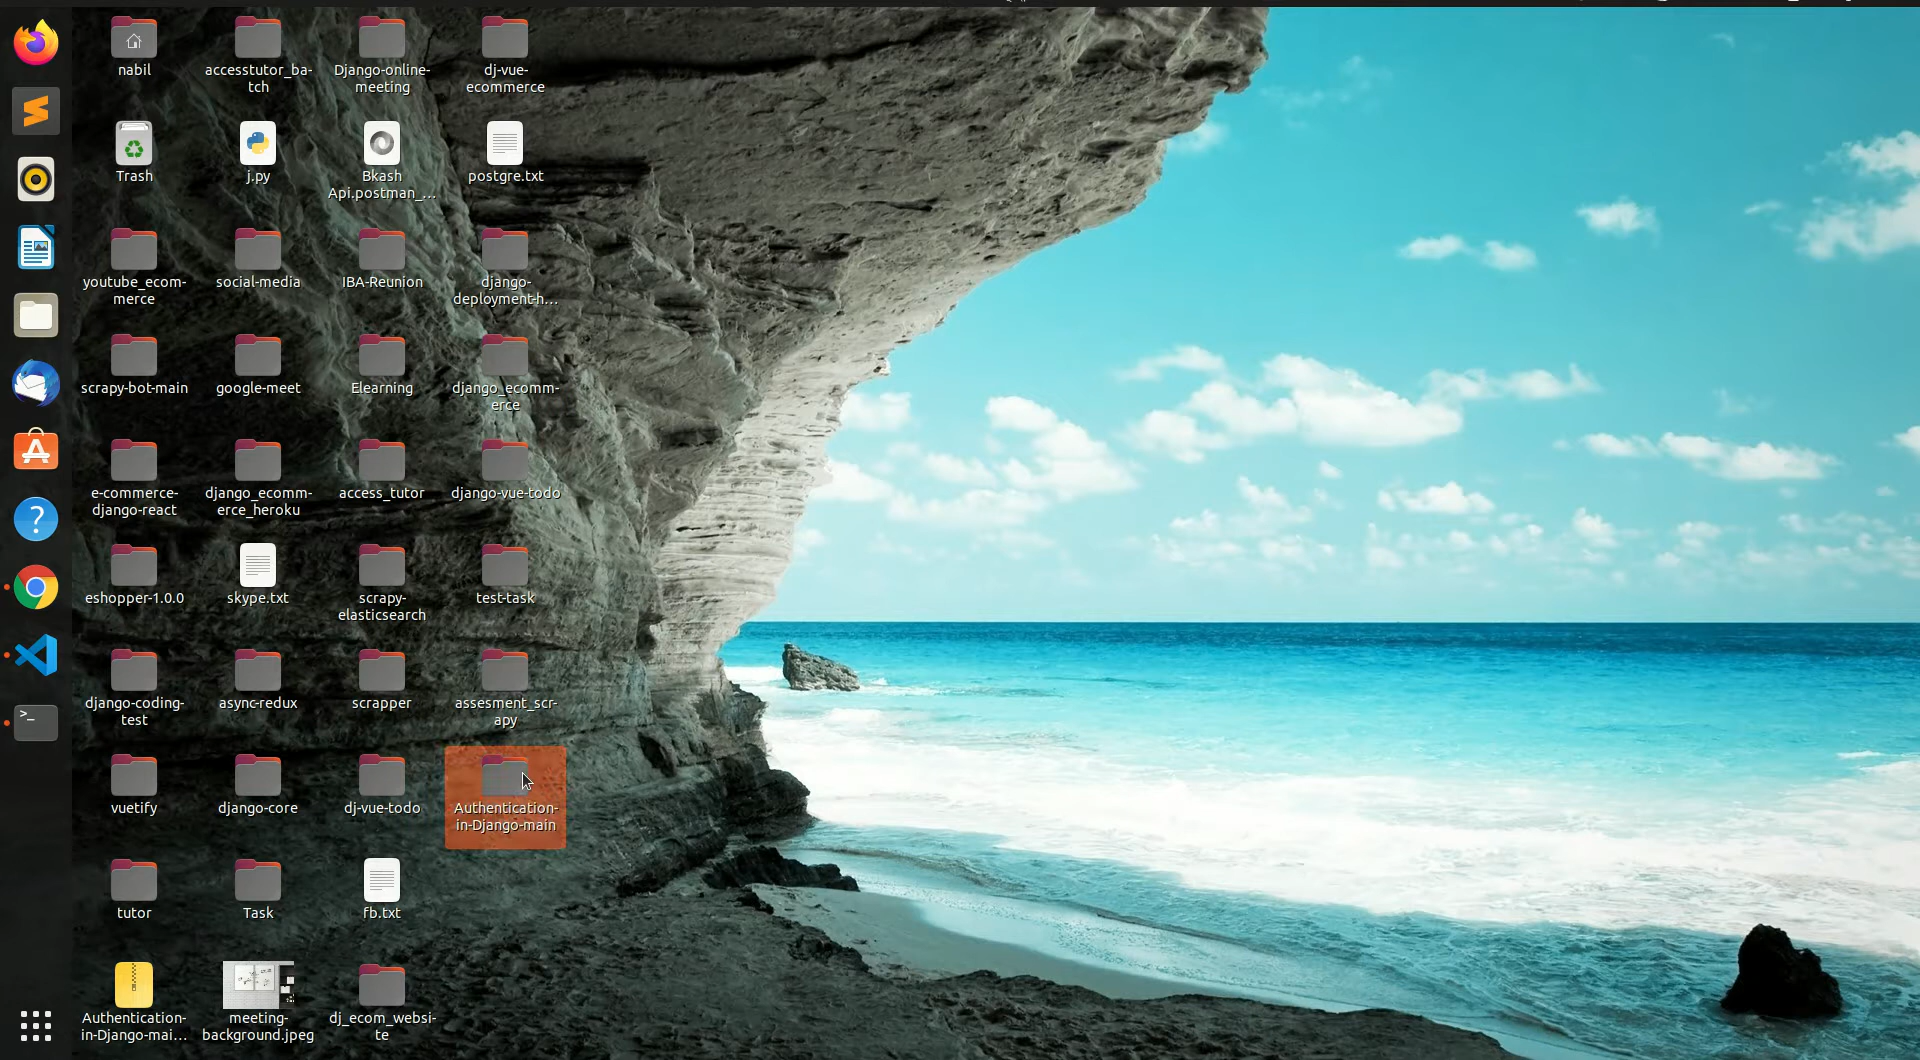 nabil
accesstutor_ba-
tch
Django-online-
meeting
dj-vue-
ecommerce
Trash
j.py
Bkash
Api.postman_...
postgre.txt
youtube_ecom-
merce
social-media
IBA-Reunion
django-
deployment-h...
scrapy-bot-main
google-meet
Elearning
django_ecomm-
erce
e-commerce-
django-react
django_ecomm-
erce_heroku
access_tutor
django-vue-todo
eshopper-1.0.0
skype.txt
scrapy-
elasticsearch
test-task
django-coding-
test
async-redux
scrapper
assesment_scr-
apy
vuetify
django-core
dj-vue-todo
Authentication-
in-Django-main
tutor
Task
fb.txt
Authentication-
in-Django-mai...
meeting-
background.jpeg
dj_ecom_websi-
te